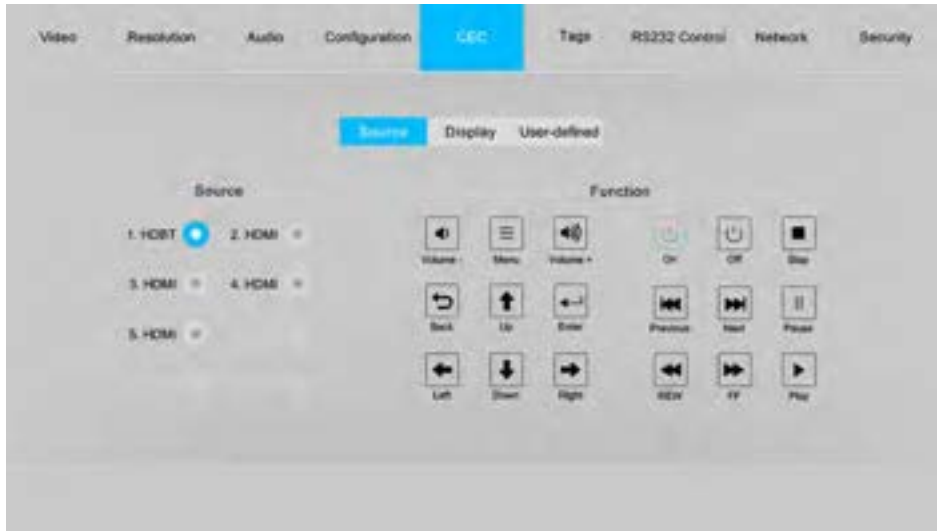 Video Resolution Audio Configuration CEC Tags RS232 Control Network Security
Source Display User-defined
Source Function
1. HDBT 2. HDMI
3. HDMI 4. HDMI
5. HDMI
Volume - Menu Volume + On Off Stop
Back Up Enter Previous Next Pause
Left Down Right REW FF Play